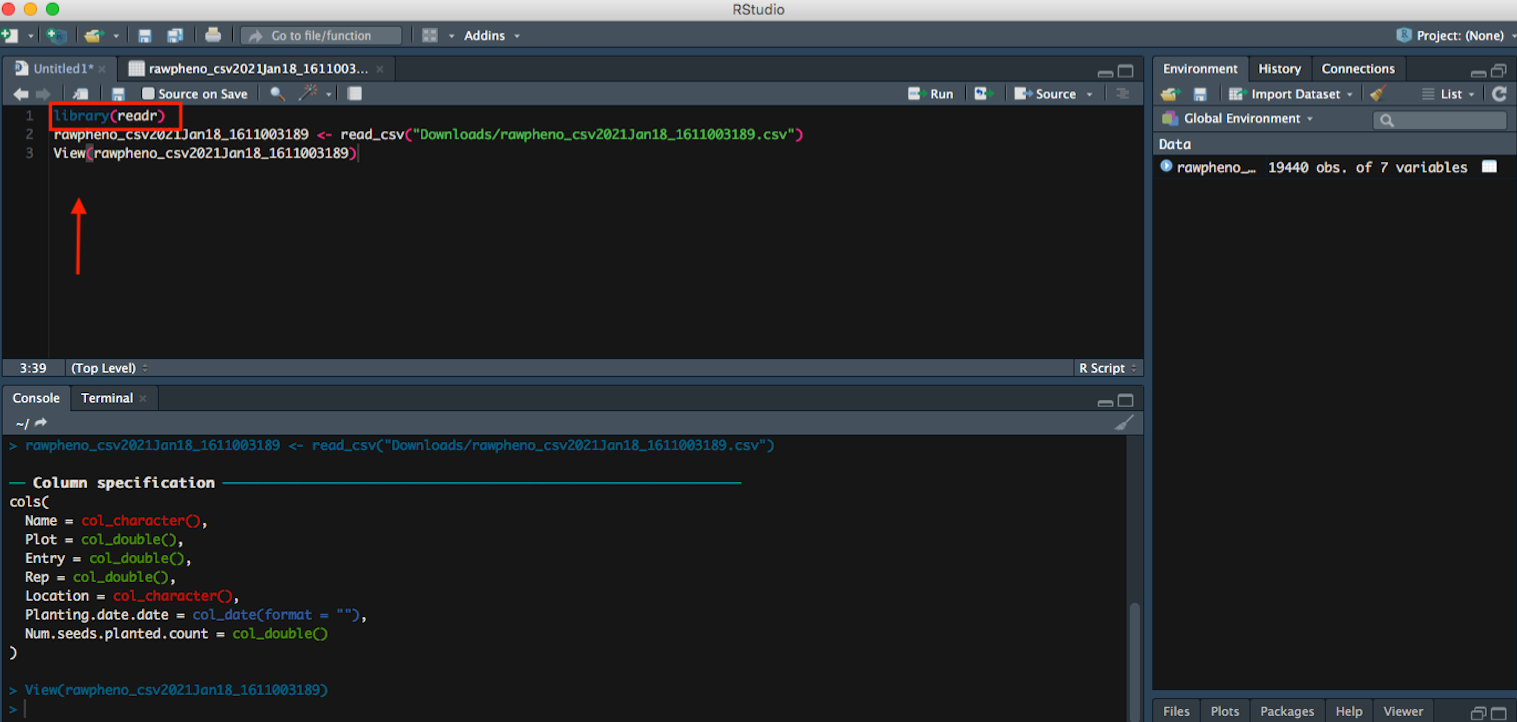 RStudio
Go to file/function Addins Project: (None)
Untitled1* rawpheno_csv2021Jan18_1611003... Environment History Connections
Source on Save Run Source Import Dataset List
Global Environment
1 library(readr)
2 rawpheno_csv2021Jan18_1611003189 <- read_csv("Downloads/rawpheno_csv2021Jan18_1611003189.csv")
3 View(rawpheno_csv2021Jan18_1611003189)
Data
rawpheno_… 19440 obs. of 7 variables
3:39 (Top Level) R Script
Console Terminal
~/
> rawpheno_csv2021Jan18_1611003189 <- read_csv("Downloads/rawpheno_csv2021Jan18_1611003189.csv")
— Column specification
cols(
Name = col_character(),
Plot = col_double(),
Entry = col_double(),
Rep = col_double(),
Location = col_character(),
Planting.date.date = col_date(format = ""),
Num.seeds.planted.count = col_double()
)
> View(rawpheno_csv2021Jan18_1611003189)
>
Files Plots Packages Help Viewer